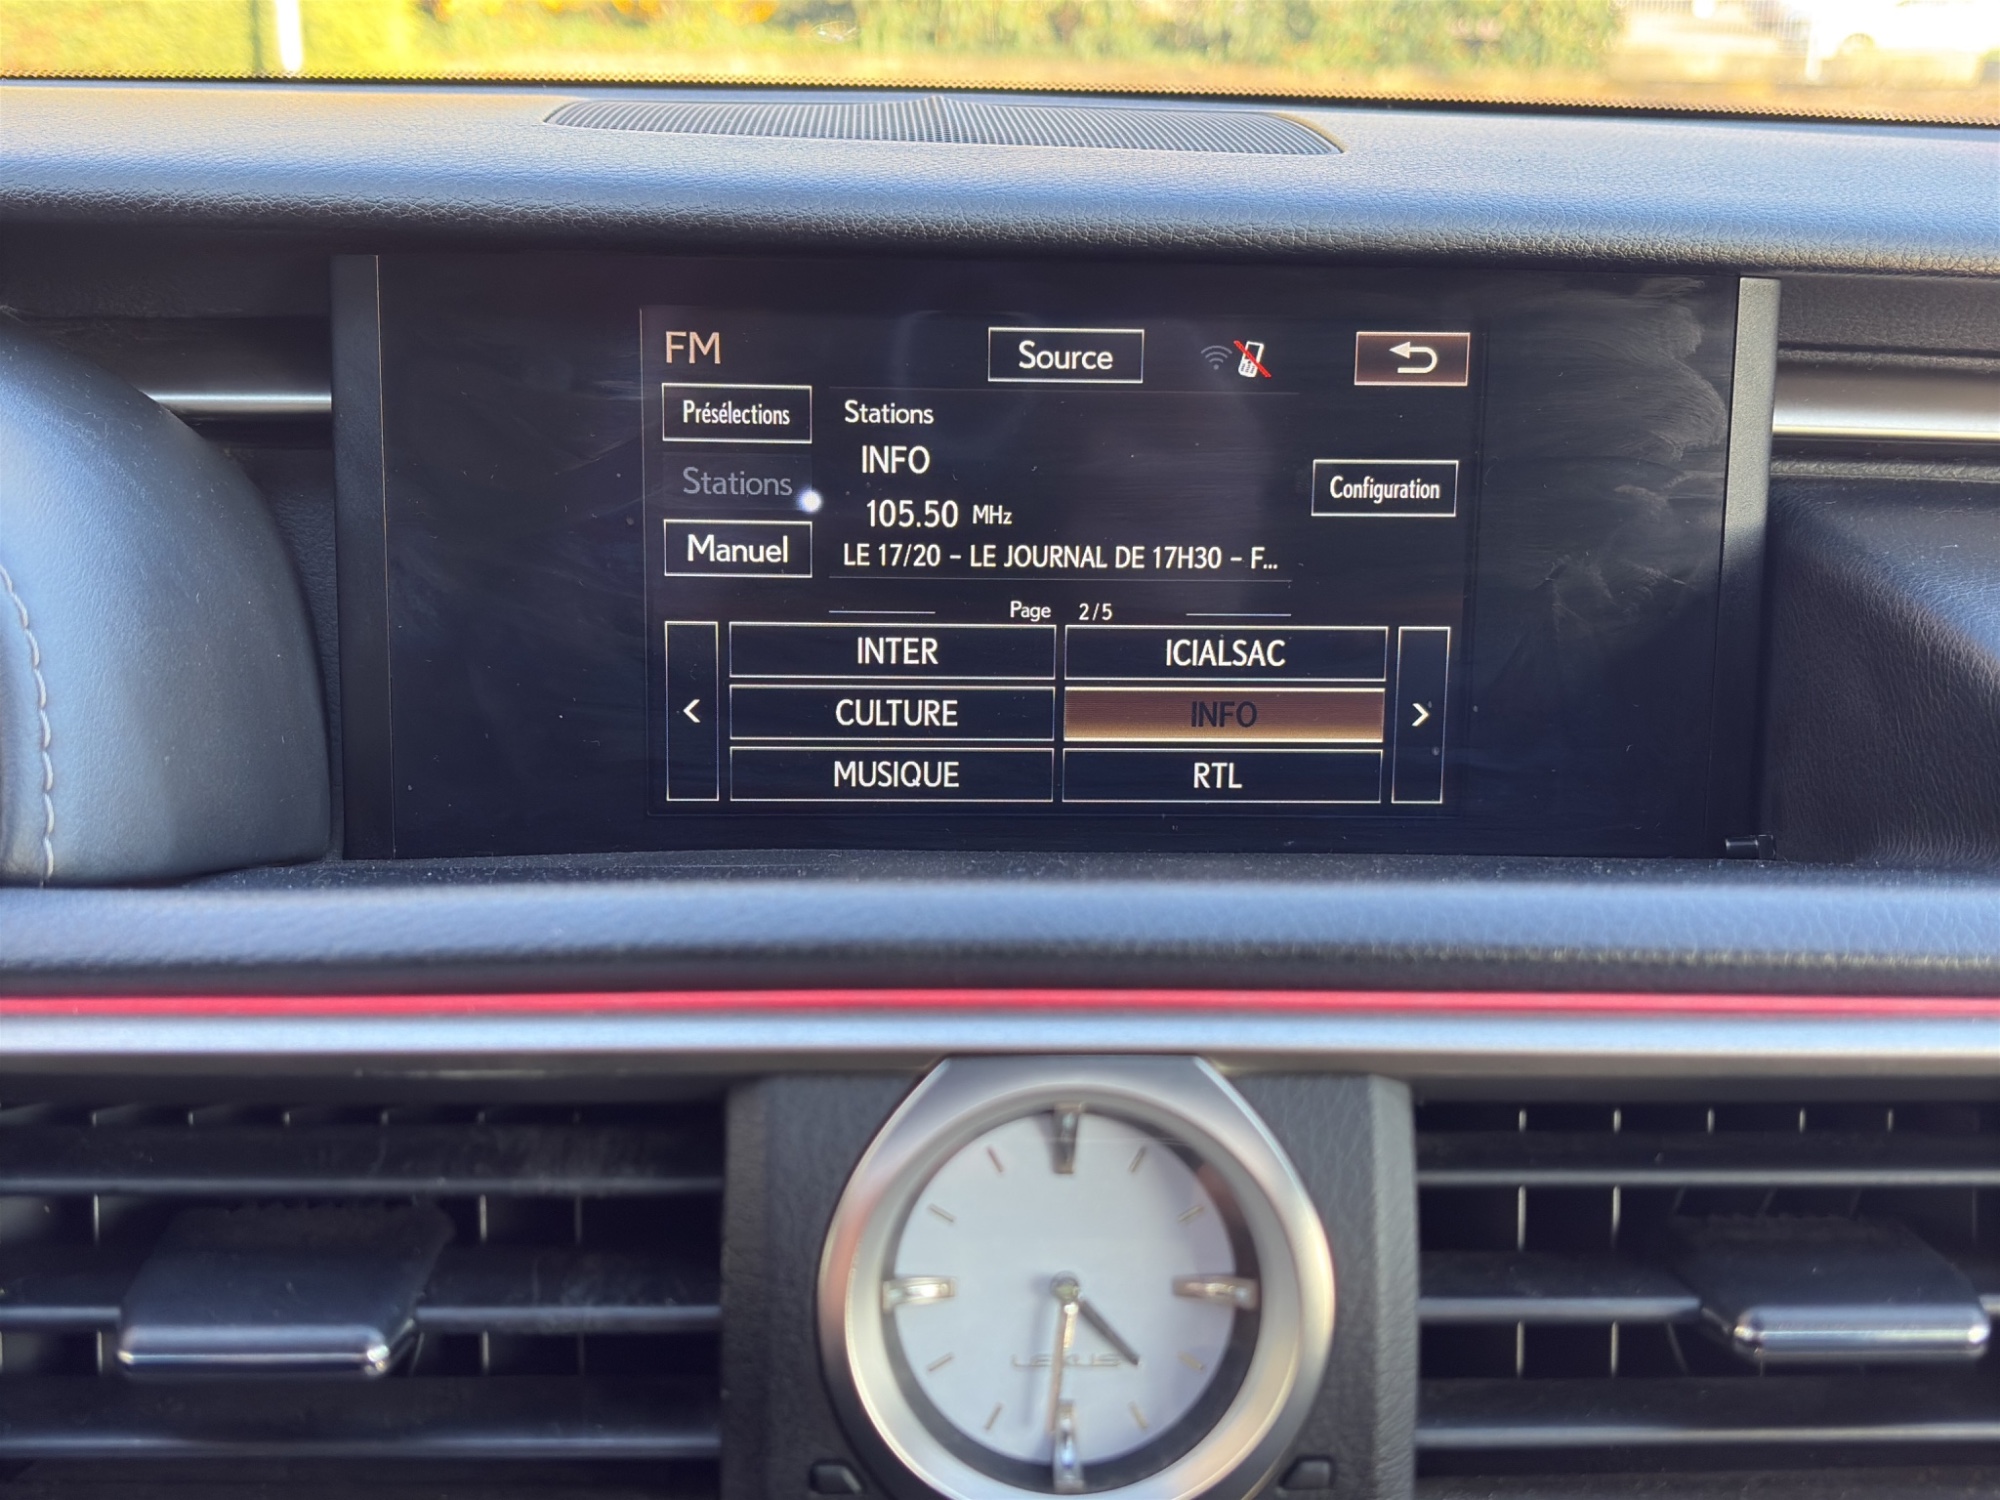 FM
Source
Présélections
Stations
Stations
INFO
Configuration
105.50 MHz
Manuel
LE 17/20 - LE JOURNAL DE 17H30 - F...
Page 2/5
INTER
ICIALSAC
<
CULTURE
INFO
>
MUSIQUE
RTL
LEXUS